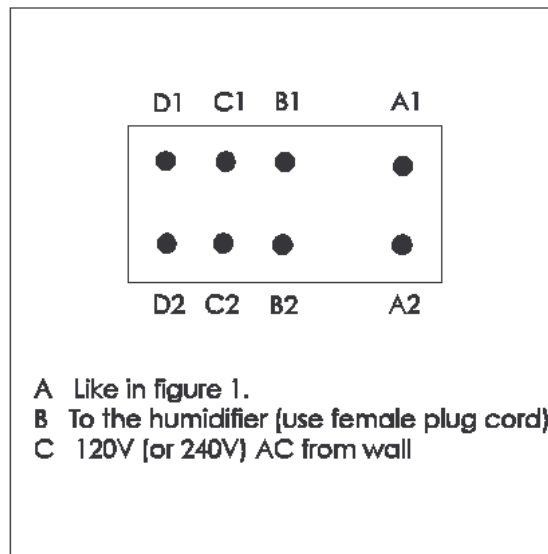 D1 C1 B1 A1
D2 C2 B2 A2
A Like in figure 1.
B To the humidifier (use female plug cord)
C 120V (or 240V) AC from wall